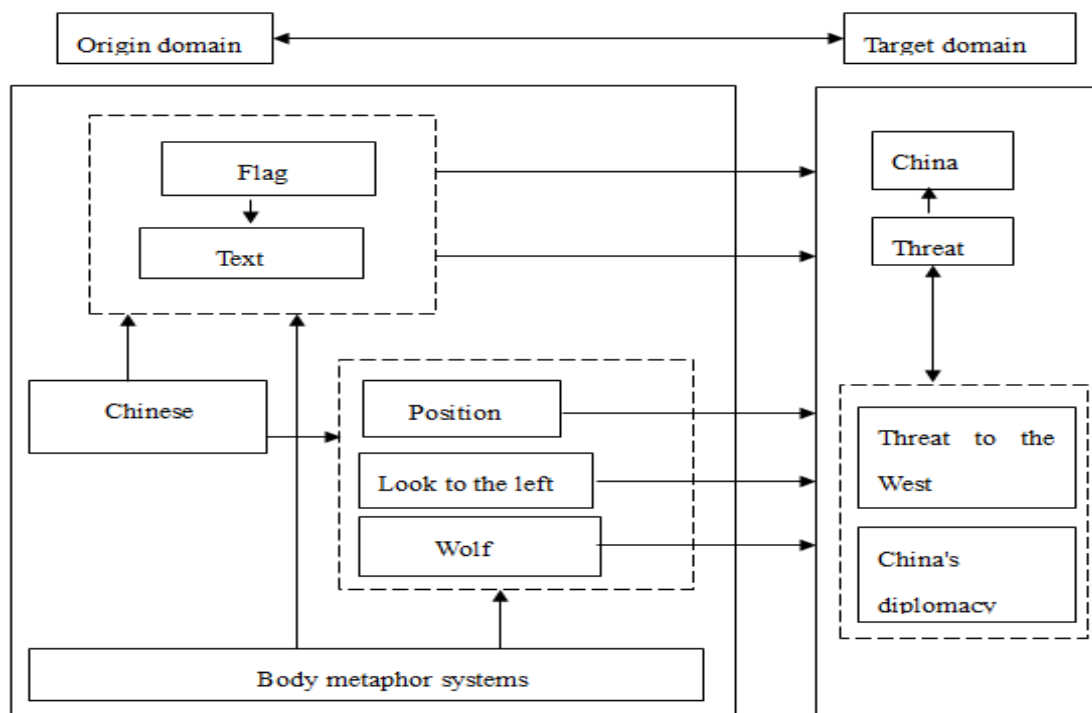 Origin domain
Target domain
Flag
Text
Chinese
Position
Look to the left
Wolf
Body metaphor systems
China
Threat
Threat to the
West
China's
diplomacy